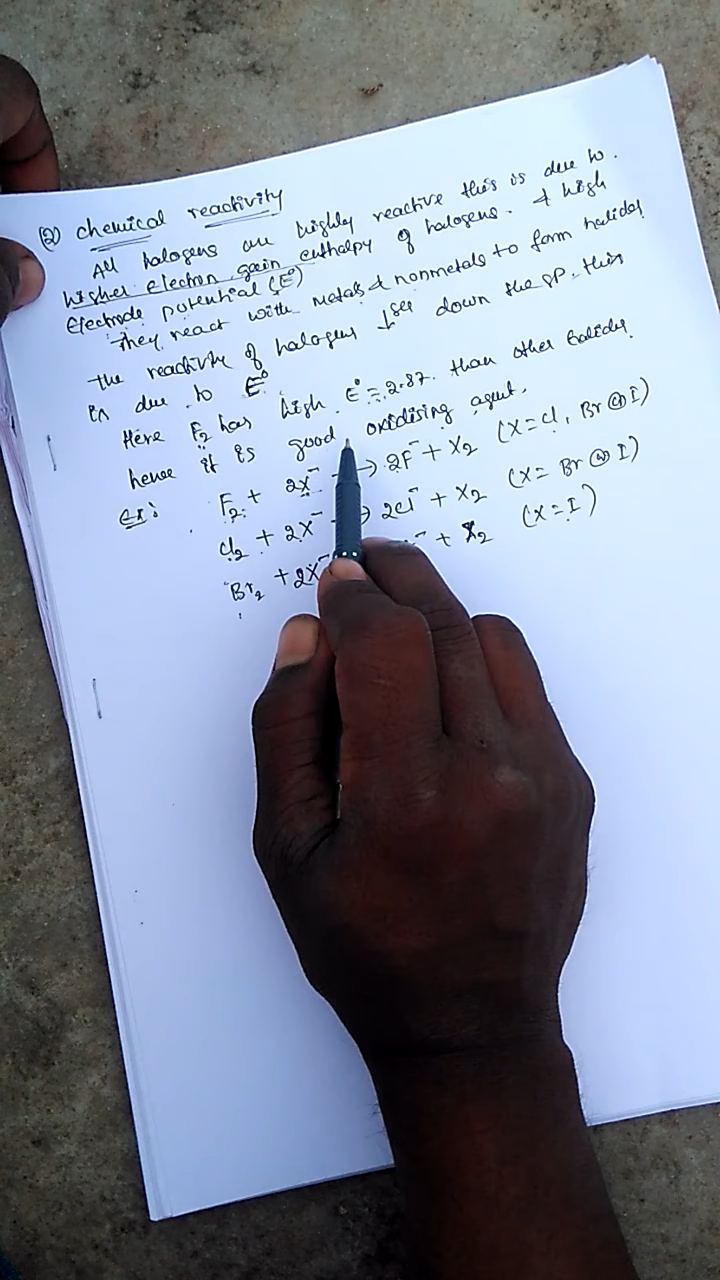 (2) chemical reactivity
All halogens are highly reactive this is due to.
higher electron gain enthalpy of halogens. & high
Electrode potential (E°)
They react with metals & nonmetals to form halides
the reactivity of halogens ↓see down the gp. this
is due to E°
Here F₂ has high E° = 2.87. than other halides.
hence it is good oxidising agent.
Ex: F₂ + 2X⁻ → 2F⁻ + X₂ (X = Cl, Br (or) I)
Cl₂ + 2X⁻ → 2Cl⁻ + X₂ (X = Br (or) I)
Br₂ + 2X⁻ ⁻ + X₂ (X = I)